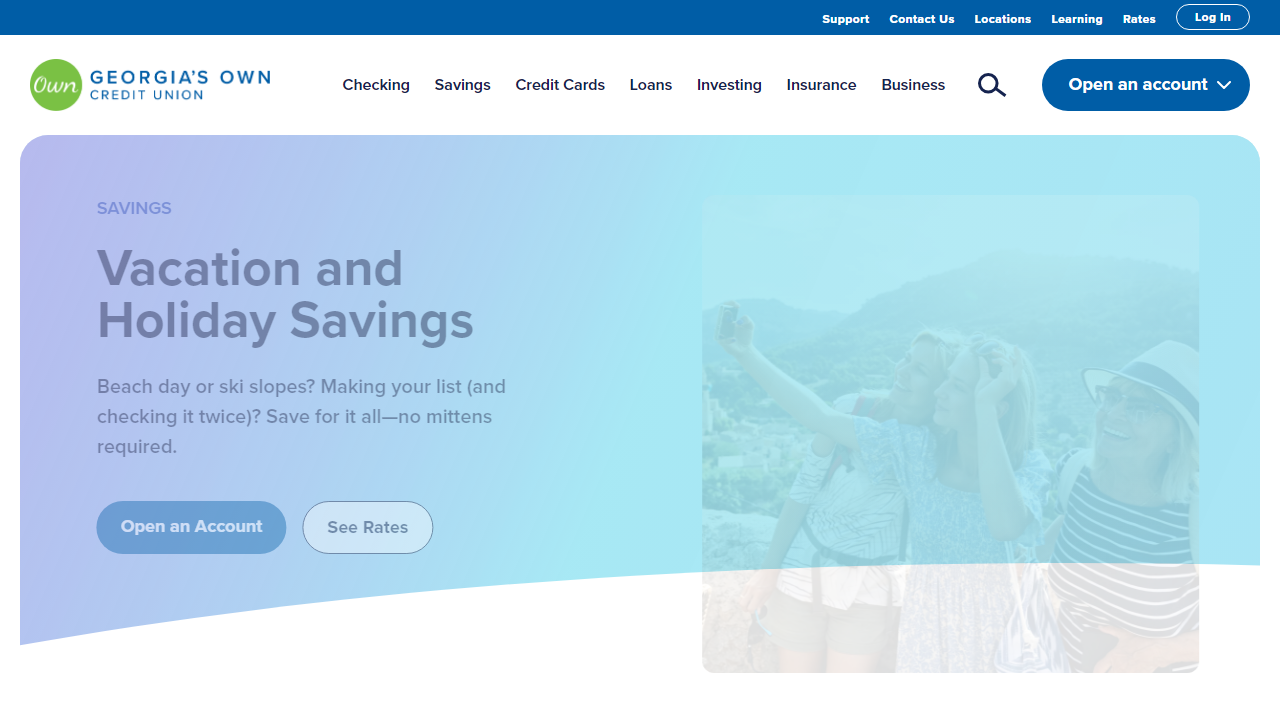 Support Contact Us Locations Learning Rates Log In
Own GEORGIA'S OWN
CREDIT UNION
Checking Savings Credit Cards Loans Investing Insurance Business Open an account
SAVINGS
Vacation and
Holiday Savings
Beach day or ski slopes? Making your list (and
checking it twice)? Save for it all—no mittens
required.
Open an Account See Rates